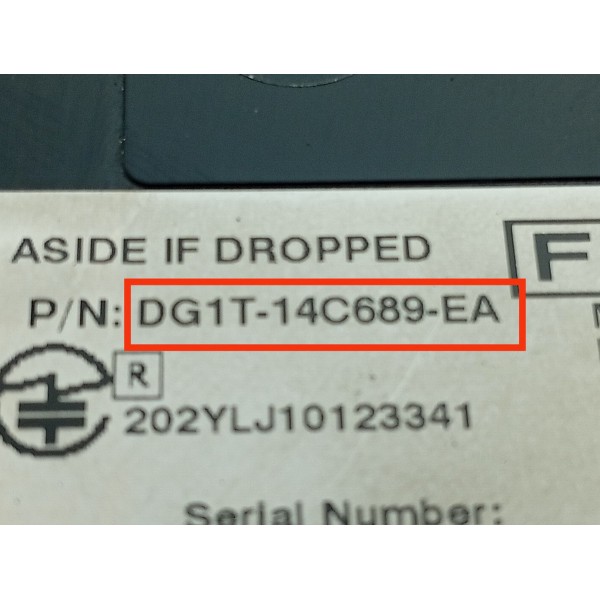 ASIDE IF DROPPED
F
P/N: DG1T-14C689-EA
R
202YLJ10123341
Serial Number: